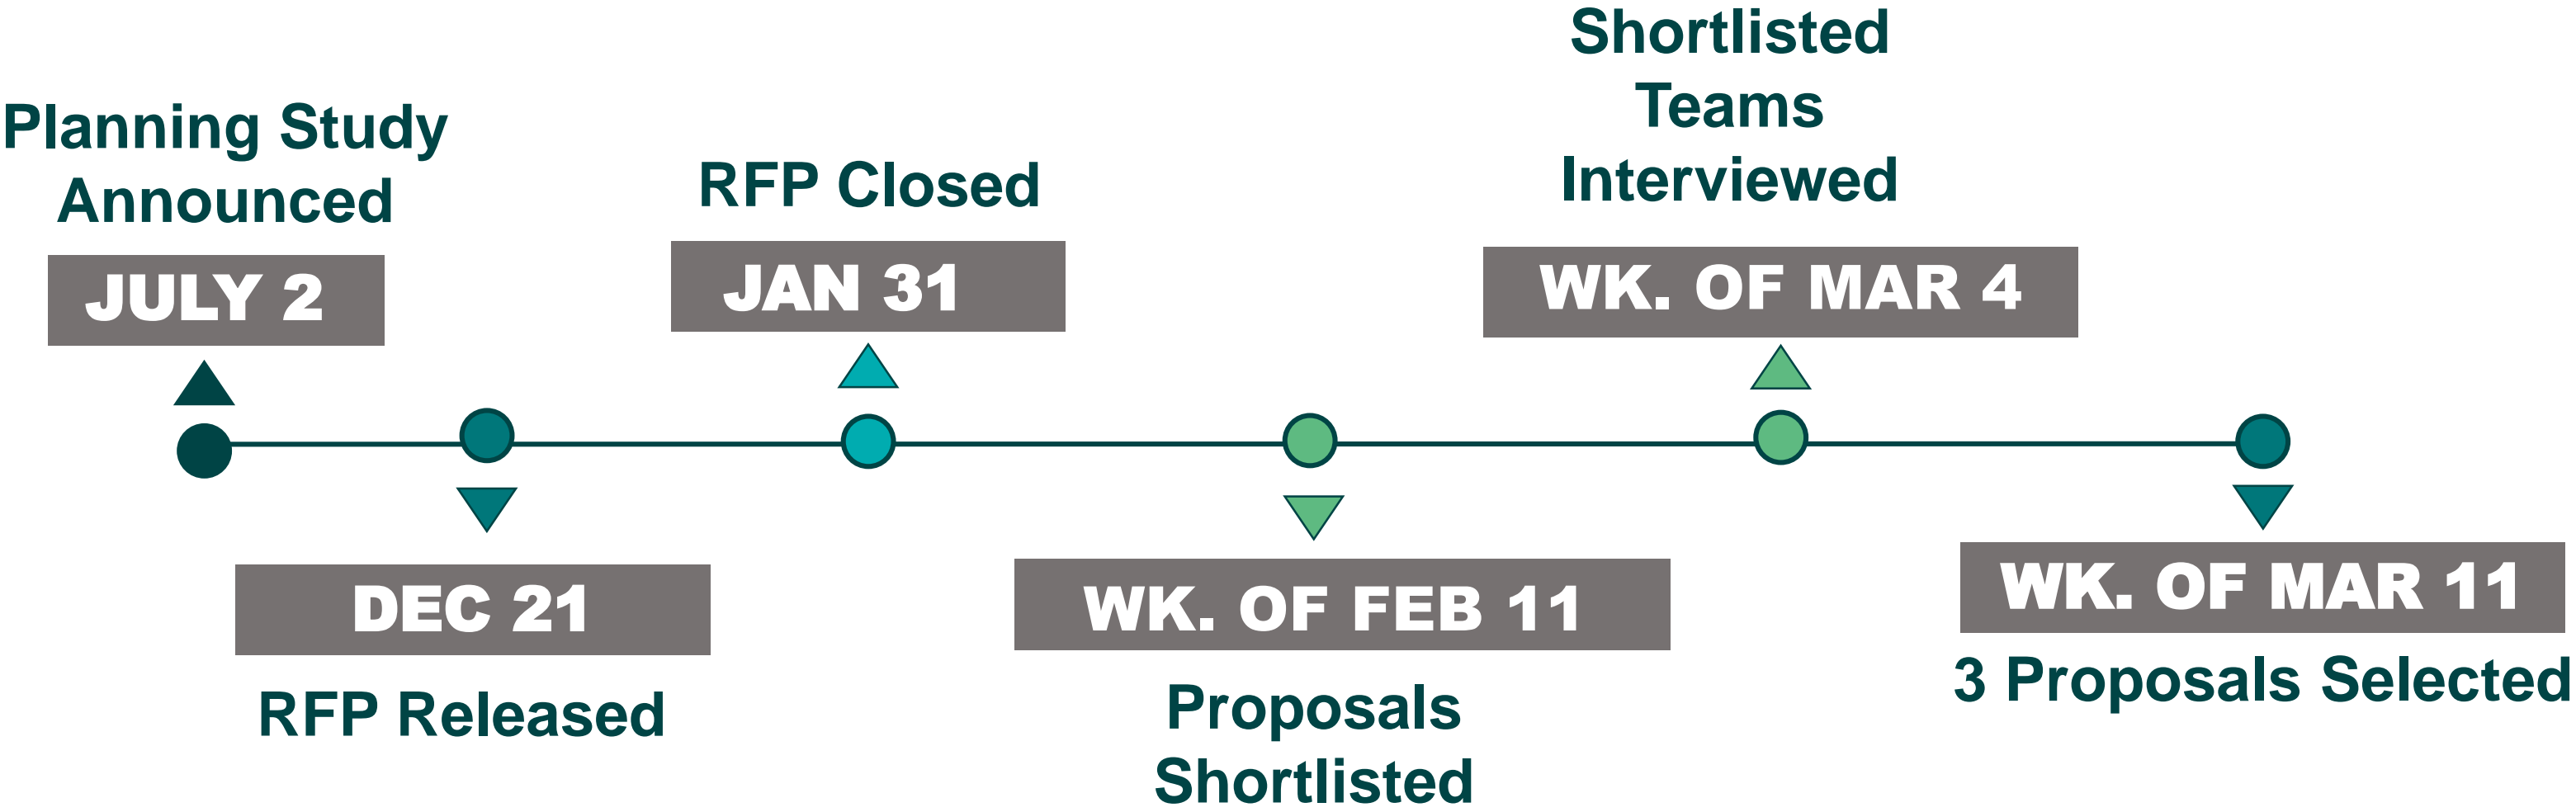 Planning Study
Announced
JULY 2
DEC 21
RFP Released
RFP Closed
JAN 31
WK. OF FEB 11
Proposals
Shortlisted
Shortlisted
Teams
Interviewed
WK. OF MAR 4
WK. OF MAR 11
3 Proposals Selected